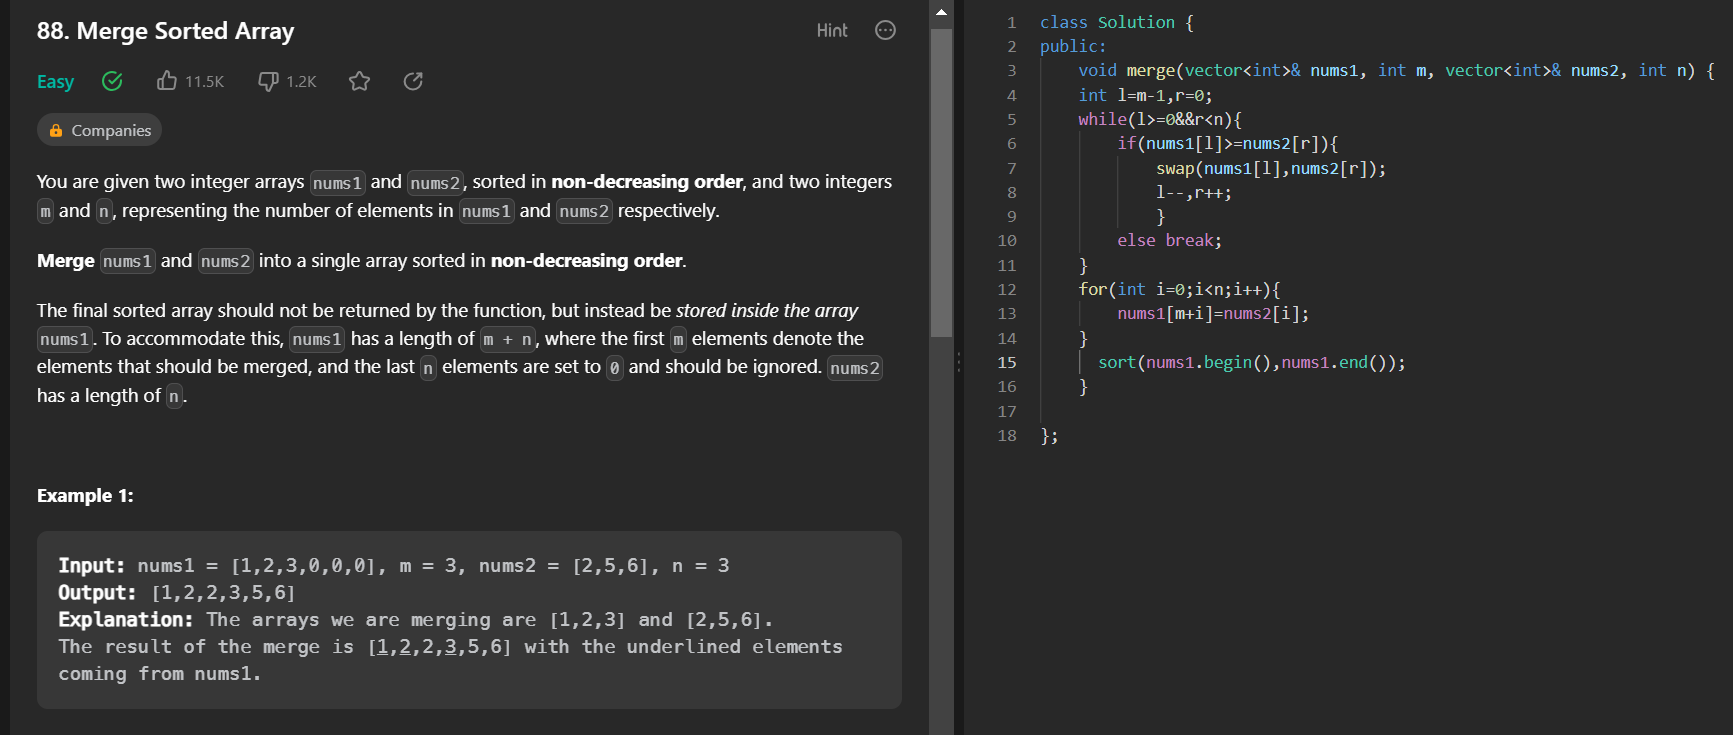 88. Merge Sorted Array
Hint
Easy
11.5K
1.2K
Companies
You are given two integer arrays nums1 and nums2, sorted in non-decreasing order, and two integers
m and n, representing the number of elements in nums1 and nums2 respectively.
Merge nums1 and nums2 into a single array sorted in non-decreasing order.
The final sorted array should not be returned by the function, but instead be stored inside the array
nums1. To accommodate this, nums1 has a length of m + n, where the first m elements denote the
elements that should be merged, and the last n elements are set to 0 and should be ignored. nums2
has a length of n.
Example 1:
Input: nums1 = [1,2,3,0,0,0], m = 3, nums2 = [2,5,6], n = 3
Output: [1,2,2,3,5,6]
Explanation: The arrays we are merging are [1,2,3] and [2,5,6].
The result of the merge is [1,2,2,3,5,6] with the underlined elements
coming from nums1.
1 class Solution {
2 public:
3 void merge(vector<int>& nums1, int m, vector<int>& nums2, int n) {
4 int l=m-1,r=0;
5 while(l>=0&&r<n){
6 if(nums1[l]>=nums2[r]){
7 swap(nums1[l],nums2[r]);
8 l--,r++;
9 }
10 else break;
11 }
12 for(int i=0;i<n;i++){
13 nums1[m+i]=nums2[i];
14 }
15 sort(nums1.begin(),nums1.end());
16 }
17
18 };